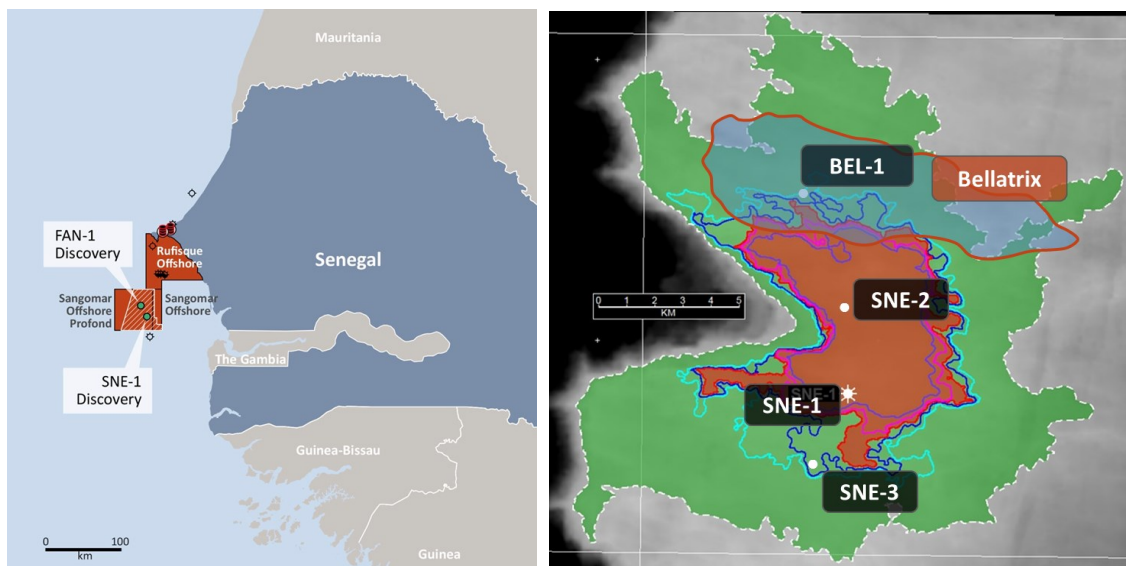 Mauritania
FAN-1
Discovery
Rufisque
Offshore
Senegal
Sangomar
Offshore
Profond
Sangomar
Offshore
The Gambia
SNE-1
Discovery
Guinea-Bissau
0 100
km
Guinea
BEL-1
Bellatrix
0 1 2 3 4 5
KM
SNE-2
SNE-1
SNE-1
SNE-3